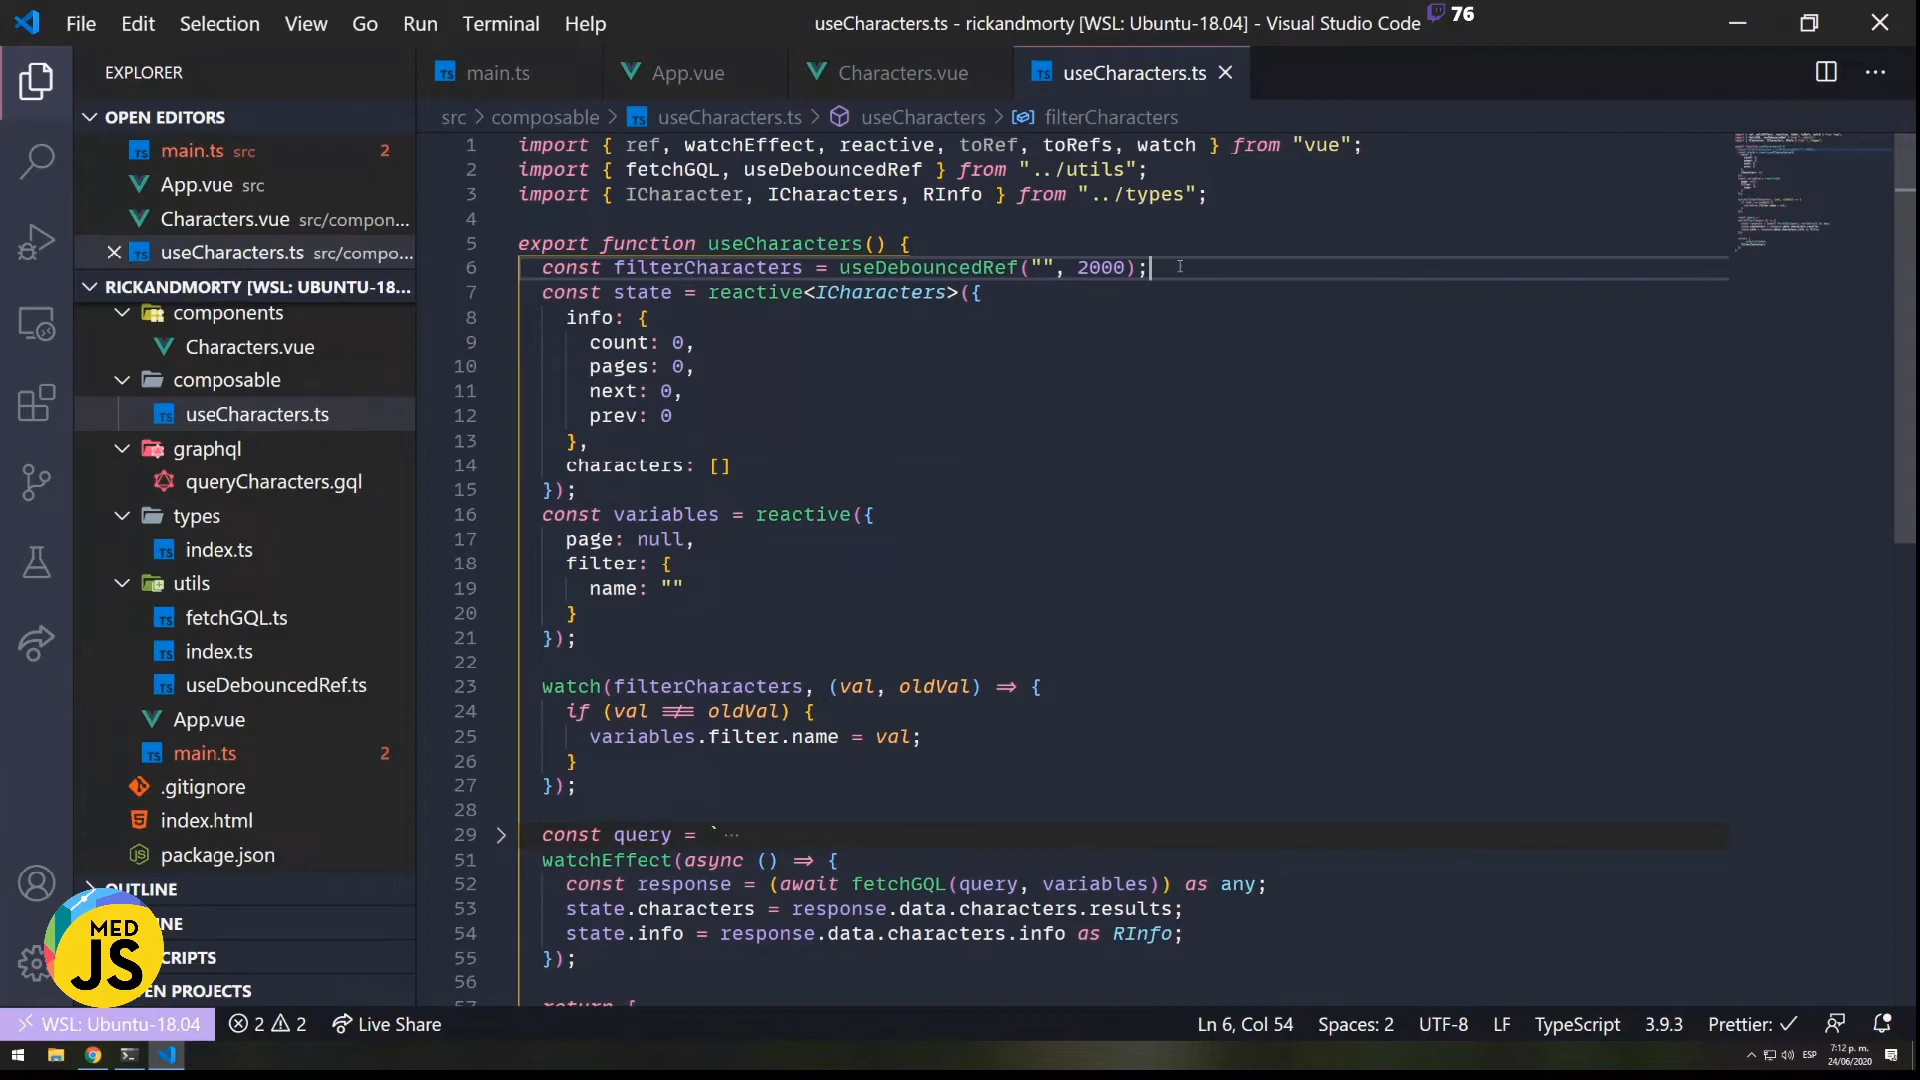 File Edit Selection View Go Run Terminal Help
useCharacters.ts - rickandmorty [WSL: Ubuntu-18.04] - Visual Studio Code
76
EXPLORER
OPEN EDITORS
main.ts src 2
App.vue src
Characters.vue src/compon...
useCharacters.ts src/compo...
RICKANDMORTY [WSL: UBUNTU-18...
components
Characters.vue
composable
useCharacters.ts
graphql
queryCharacters.gql
types
index.ts
utils
fetchGQL.ts
index.ts
useDebouncedRef.ts
App.vue
main.ts 2
.gitignore
index.html
package.json
OUTLINE
INE
CRIPTS
EN PROJECTS
MED
JS
main.ts App.vue Characters.vue useCharacters.ts
src > composable > useCharacters.ts > useCharacters > filterCharacters
1 import { ref, watchEffect, reactive, toRef, toRefs, watch } from "vue";
2 import { fetchGQL, useDebouncedRef } from "../utils";
3 import { ICharacter, ICharacters, RInfo } from "../types";
4
5 export function useCharacters() {
6 const filterCharacters = useDebouncedRef("", 2000);
7 const state = reactive<ICharacters>({
8 info: {
9 count: 0,
10 pages: 0,
11 next: 0,
12 prev: 0
13 },
14 characters: []
15 });
16 const variables = reactive({
17 page: null,
18 filter: {
19 name: ""
20 }
21 });
22
23 watch(filterCharacters, (val, oldVal) => {
24 if (val !== oldVal) {
25 variables.filter.name = val;
26 }
27 });
28
29 const query = `...
51 watchEffect(async () => {
52 const response = (await fetchGQL(query, variables)) as any;
53 state.characters = response.data.characters.results;
54 state.info = response.data.characters.info as RInfo;
55 });
56
57 return {
WSL: Ubuntu-18.04 2 2 Live Share Ln 6, Col 54 Spaces: 2 UTF-8 LF TypeScript 3.9.3 Prettier: ✓
ESP
7:12 p. m.
24/06/2020